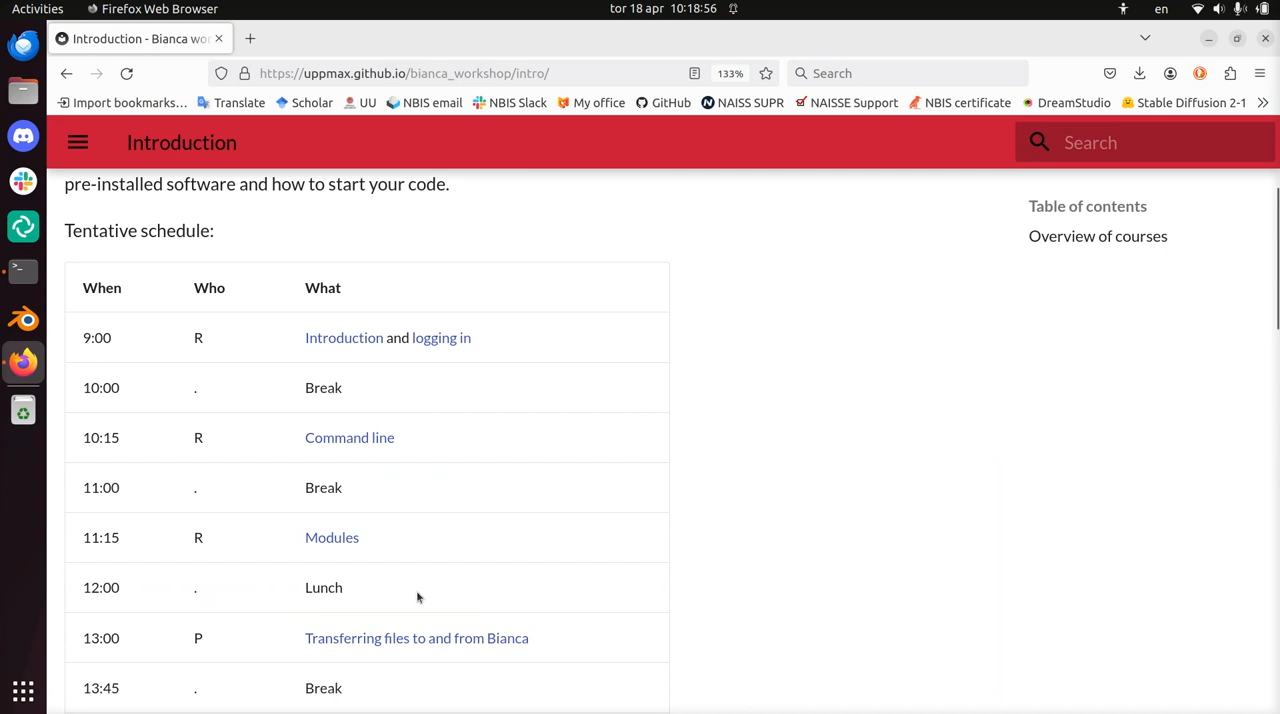 Activities Firefox Web Browser tor 18 apr 10:18:56 en
Introduction - Bianca wor
https://uppmax.github.io/bianca_workshop/intro/ 133% Search
Import bookmarks... Translate Scholar UU NBIS email NBIS Slack My office GitHub NAISS SUPR NAISSE Support NBIS certificate DreamStudio Stable Diffusion 2-1
Introduction Search
pre-installed software and how to start your code.
Table of contents
Tentative schedule:
Overview of courses
When Who What
9:00 R Introduction and logging in
10:00 . Break
10:15 R Command line
11:00 . Break
11:15 R Modules
12:00 . Lunch
13:00 P Transferring files to and from Bianca
13:45 . Break